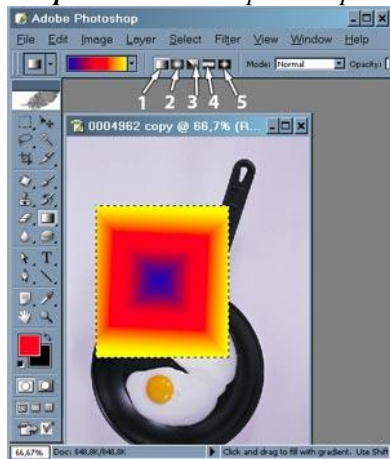 Adobe Photoshop
File Edit Image Layer Select Filter View Window Help
Mode: Normal Opacity:
1 2 3 4 5
0004962 copy @ 66,7% (R...
T
66,67% Doc: 848,8K/848,8K Click and drag to fill with gradient. Use Shift